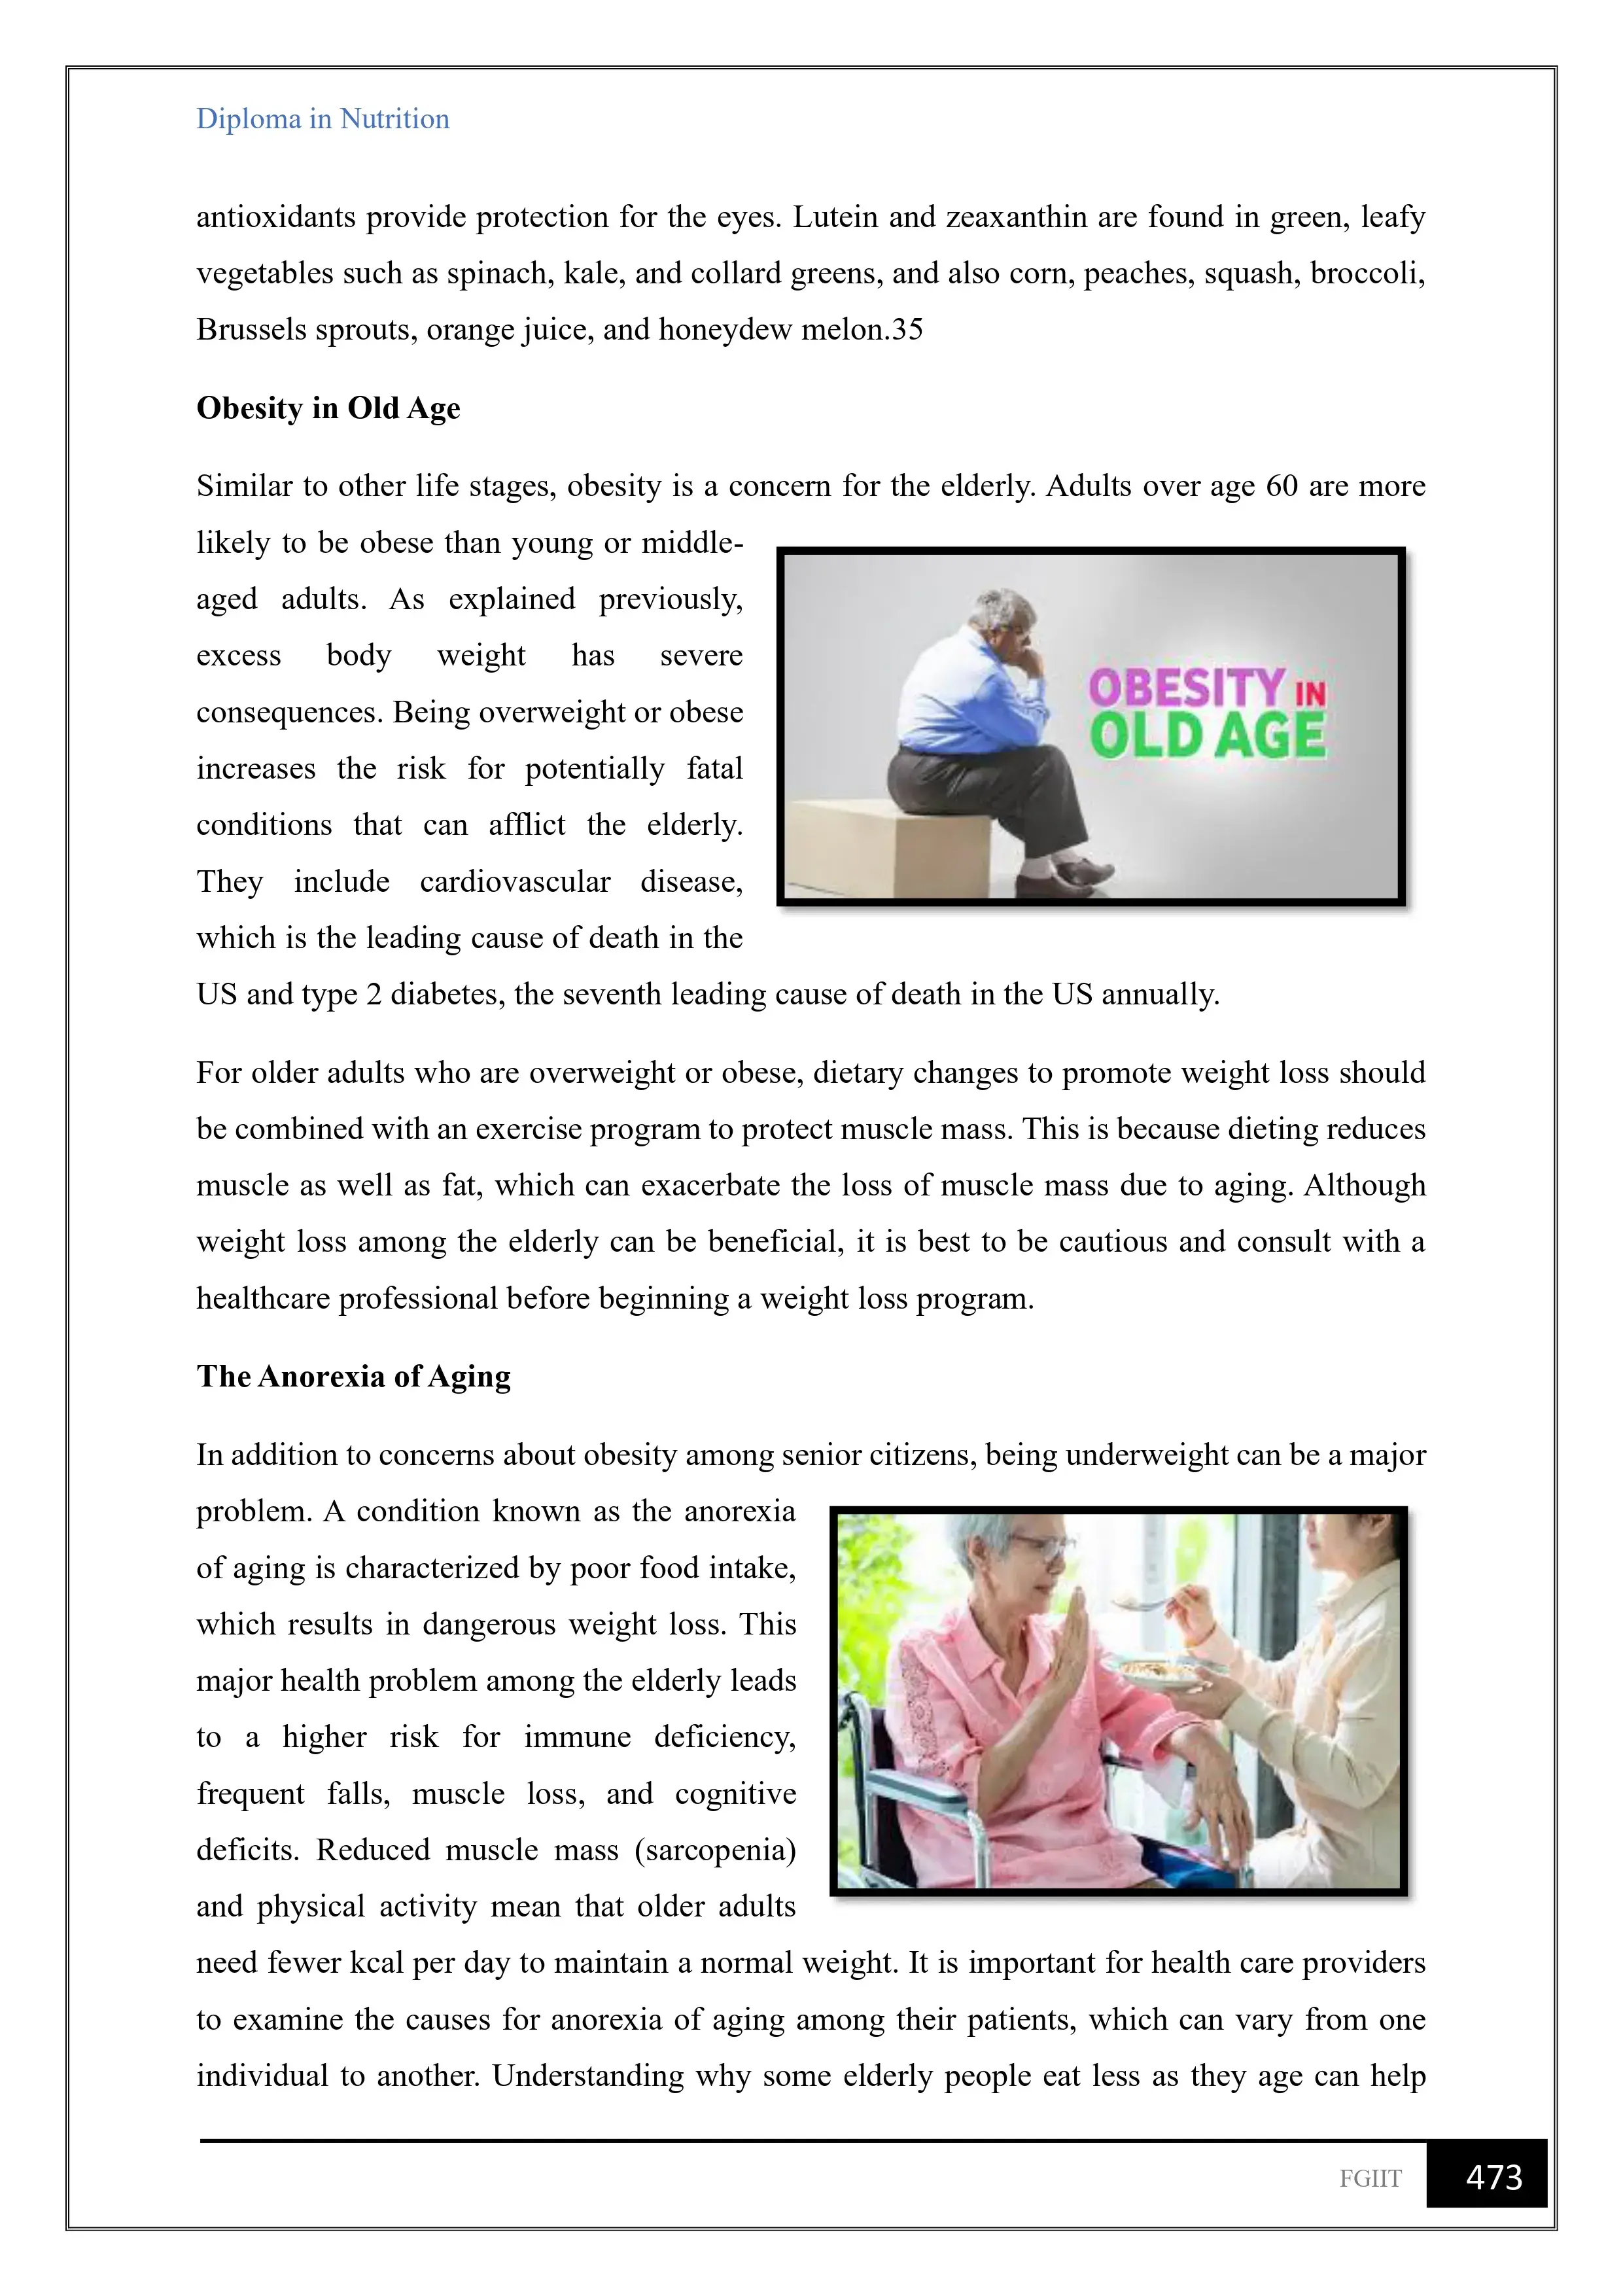 Diploma in Nutrition
antioxidants provide protection for the eyes. Lutein and zeaxanthin are found in green, leafy
vegetables such as spinach, kale, and collard greens, and also corn, peaches, squash, broccoli,
Brussels sprouts, orange juice, and honeydew melon.35
Obesity in Old Age
Similar to other life stages, obesity is a concern for the elderly. Adults over age 60 are more
likely to be obese than young or middle-
aged adults. As explained previously,
excess body weight has severe
consequences. Being overweight or obese
increases the risk for potentially fatal
conditions that can afflict the elderly.
They include cardiovascular disease,
which is the leading cause of death in the
US and type 2 diabetes, the seventh leading cause of death in the US annually.
OBESITY IN
OLD AGE
For older adults who are overweight or obese, dietary changes to promote weight loss should
be combined with an exercise program to protect muscle mass. This is because dieting reduces
muscle as well as fat, which can exacerbate the loss of muscle mass due to aging. Although
weight loss among the elderly can be beneficial, it is best to be cautious and consult with a
healthcare professional before beginning a weight loss program.
The Anorexia of Aging
In addition to concerns about obesity among senior citizens, being underweight can be a major
problem. A condition known as the anorexia
of aging is characterized by poor food intake,
which results in dangerous weight loss. This
major health problem among the elderly leads
to a higher risk for immune deficiency,
frequent falls, muscle loss, and cognitive
deficits. Reduced muscle mass (sarcopenia)
and physical activity mean that older adults
need fewer kcal per day to maintain a normal weight. It is important for health care providers
to examine the causes for anorexia of aging among their patients, which can vary from one
individual to another. Understanding why some elderly people eat less as they age can help
FGIIT
473